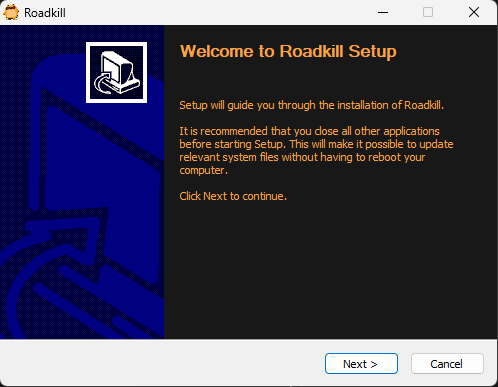 Roadkill
Welcome to Roadkill Setup
Setup will guide you through the installation of Roadkill.
It is recommended that you close all other applications
before starting Setup. This will make it possible to update
relevant system files without having to reboot your
computer.
Click Next to continue.
Next >
Cancel